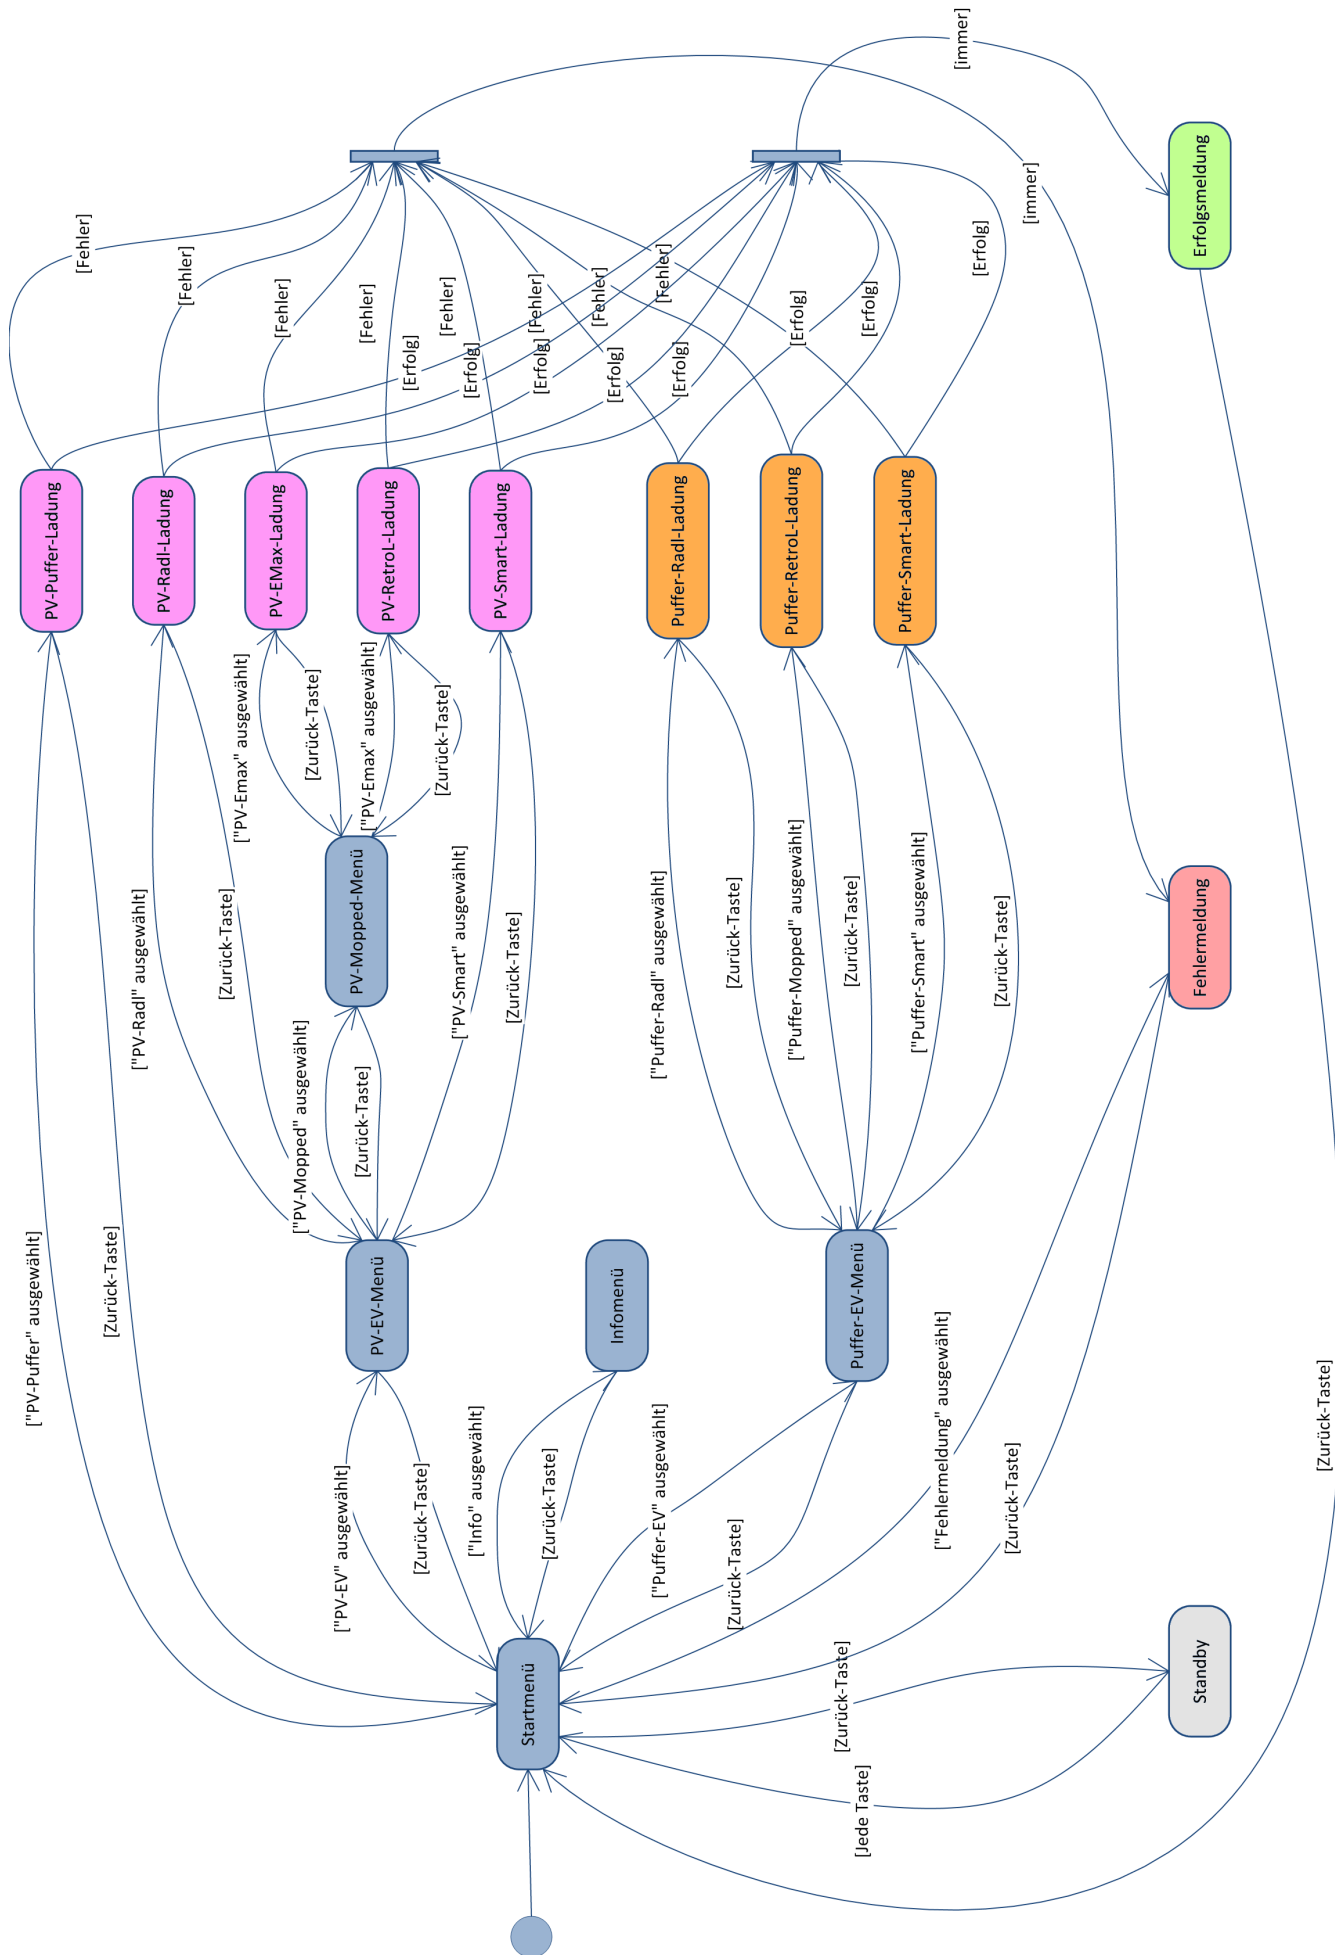 [immer]
[immer]
Erfolgsmeldung
[Fehler]
[Fehler]
[Fehler]
[Fehler]
[Fehler]
[Fehler]
[Fehler]
[Fehler]
[Erfolg]
[Erfolg]
[Erfolg]
[Erfolg]
[Erfolg]
[Erfolg]
[Erfolg]
[Erfolg]
PV-Puffer-Ladung
PV-Radl-Ladung
PV-EMax-Ladung
PV-RetroL-Ladung
PV-Smart-Ladung
Puffer-Radl-Ladung
Puffer-RetroL-Ladung
Puffer-Smart-Ladung
["PV-Emax" ausgewählt]
[Zurück-Taste]
["PV-Emax" ausgewählt]
[Zurück-Taste]
PV-Mopped-Menü
Fehlermeldung
["PV-Radl" ausgewählt]
[Zurück-Taste]
["PV-Smart" ausgewählt]
[Zurück-Taste]
["Puffer-Radl" ausgewählt]
[Zurück-Taste]
["Puffer-Mopped" ausgewählt]
[Zurück-Taste]
["Puffer-Smart" ausgewählt]
[Zurück-Taste]
["PV-Mopped" ausgewählt]
[Zurück-Taste]
["PV-Puffer" ausgewählt]
[Zurück-Taste]
PV-EV-Menü
Infomenü
Puffer-EV-Menü
["PV-EV" ausgewählt]
[Zurück-Taste]
["Info" ausgewählt]
[Zurück-Taste]
["Puffer-EV" ausgewählt]
[Zurück-Taste]
["Fehlermeldung" ausgewählt]
[Zurück-Taste]
[Zurück-Taste]
Startmenü
[Zurück-Taste]
[Jede Taste]
Standby